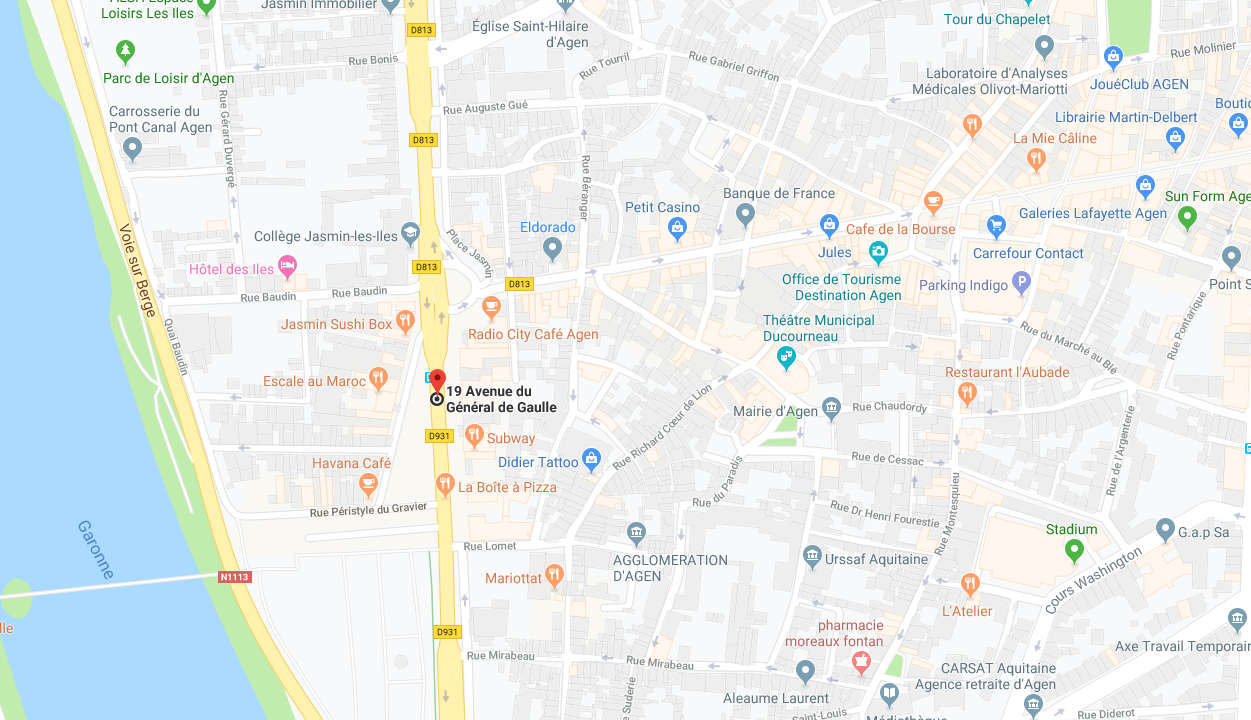 Loisirs Les Iles
Jasmin Immobilier
D813
Église Saint-Hilaire
d'Agen
Tour du Chapelet
Rue Molinier
Parc de Loisir d'Agen
Rue Bonis
Rue Tourril
Rue Gabriel Griffon
Laboratoire d'Analyses
Médicales Olivot-Mariotti
JouéClub AGEN
Carrosserie du
Pont Canal Agen
Rue Gérard Duvergé
Rue Auguste Gué
D813
Librairie Martin-Delbert
La Mie Câline
Rue Béranger
Banque de France
Petit Casino
Sun Form Age
Galeries Lafayette Agen
Voie sur Berge
Collège Jasmin-les-Iles
Place Jasmin
Eldorado
Jules
Cafe de la Bourse
Carrefour Contact
Hôtel des Iles
D813
D813
Office de Tourisme
Destination Agen
Parking Indigo
Point S
Rue Baudin
Rue Baudin
Quai Baudin
Jasmin Sushi Box
Radio City Café Agen
Théâtre Municipal
Ducourneau
Rue du Marché au Blé
Rue Pontarique
Escale au Maroc
19 Avenue du
Général de Gaulle
Restaurant l'Aubade
Mairie d'Agen
Rue Chaudordy
Rue Richard Cœur de Lion
D931
Subway
Didier Tattoo
Rue de Cessac
Rue de l'Argenterie
Havana Café
La Boîte à Pizza
Rue du Paradis
Rue Montesquieu
Rue Péristyle du Gravier
Rue Dr Henri Fourestie
Stadium
G.a.p Sa
Garonne
Rue Lomet
AGGLOMERATION
D'AGEN
Urssaf Aquitaine
Cours Washington
N1113
Mariottat
L'Atelier
D931
pharmacie
moreaux fontan
Axe Travail Temporair
Rue Mirabeau
Rue Mirabeau
CARSAT Aquitaine
Agence retraite d'Agen
Aleaume Laurent
Rue Diderot